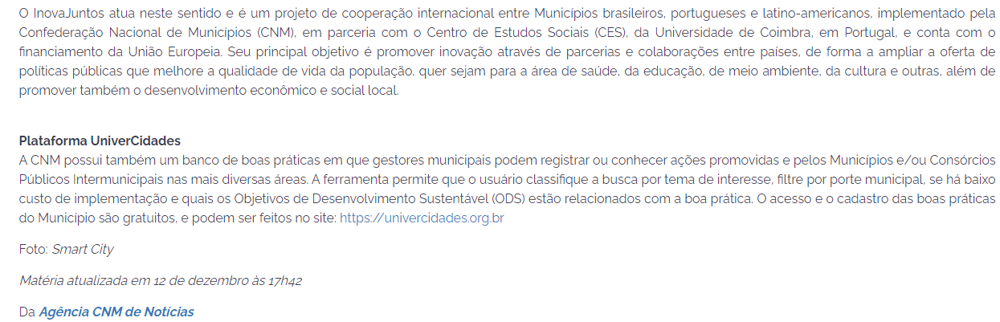 O InovaJuntos atua neste sentido e é um projeto de cooperação internacional entre Municípios brasileiros, portugueses e latino-americanos, implementado pela
Confederação Nacional de Municípios (CNM), em parceria com o Centro de Estudos Sociais (CES), da Universidade de Coimbra, em Portugal, e conta com o
financiamento da União Europeia. Seu principal objetivo é promover inovação através de parcerias e colaborações entre países, de forma a ampliar a oferta de
políticas públicas que melhore a qualidade de vida da população, quer sejam para a área de saúde, da educação, de meio ambiente, da cultura e outras, além de
promover também o desenvolvimento econômico e social local.
Plataforma UniverCidades
A CNM possui também um banco de boas práticas em que gestores municipais podem registrar ou conhecer ações promovidas e pelos Municípios e/ou Consórcios
Públicos Intermunicipais nas mais diversas áreas. A ferramenta permite que o usuário classifique a busca por tema de interesse, filtre por porte municipal, se há baixo
custo de implementação e quais os Objetivos de Desenvolvimento Sustentável (ODS) estão relacionados com a boa prática. O acesso e o cadastro das boas práticas
do Município são gratuitos, e podem ser feitos no site: https://univercidades.org.br
Foto: Smart City
Matéria atualizada em 12 de dezembro às 17h42
Da Agência CNM de Notícias